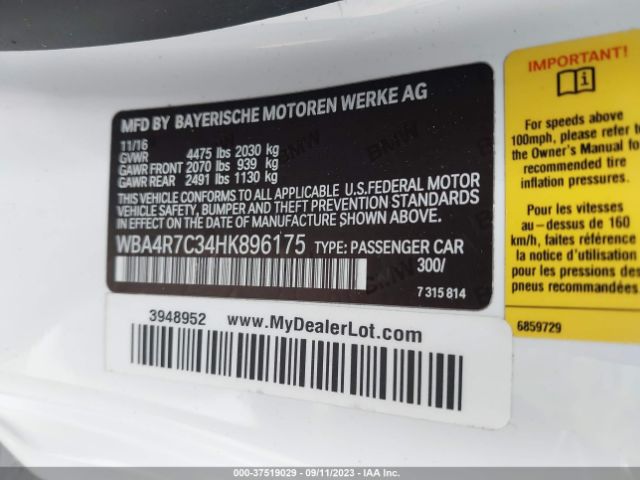 MFD BY BAYERISCHE MOTOREN WERKE AG
11/16
GVWR 4475 lbs 2030 kg
GAWR FRONT 2070 lbs 939 kg
GAWR REAR 2491 lbs 1130 kg
THIS VEHICLE CONFORMS TO ALL APPLICABLE U.S.FEDERAL MOTOR
VEHICLE SAFETY, BUMPER, AND THEFT PREVENTION STANDARDS
IN EFFECT ON THE DATE OF MANUFACTURE SHOWN ABOVE.
WBA4R7C34HK896175 TYPE: PASSENGER CAR
300/
7 315 814
3948952 www.MyDealerLot.com
IMPORTANT!
For speeds above
100mph, please refer to
the Owner's Manual for
recommended tire
inflation pressures.
Pour les vitesses
au-dessus de 160
km/h, faites référence
à la notice d'utilisation
pour les pressions des
pneus recommandées.
6859729
000-37519029 - 09/11/2023 - IAA Inc.